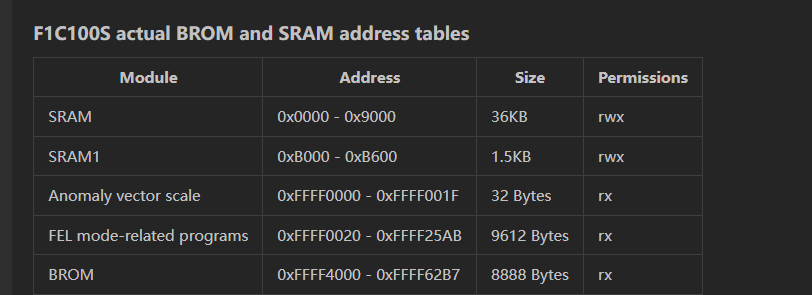 F1C100S actual BROM and SRAM address tables
Module Address Size Permissions
SRAM 0x0000 - 0x9000 36KB rwx
SRAM1 0xB000 - 0xB600 1.5KB rwx
Anomaly vector scale 0xFFFF0000 - 0xFFFF001F 32 Bytes rx
FEL mode-related programs 0xFFFF0020 - 0xFFFF25AB 9612 Bytes rx
BROM 0xFFFF4000 - 0xFFFF62B7 8888 Bytes rx